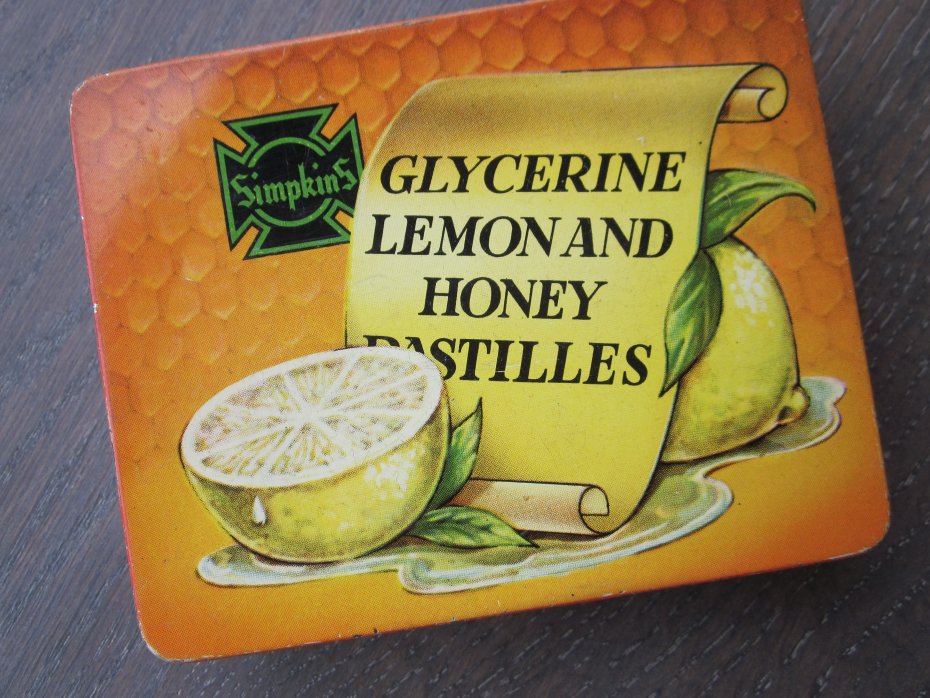 Simpkins
GLYCERINE
LEMON AND
HONEY
PASTILLES